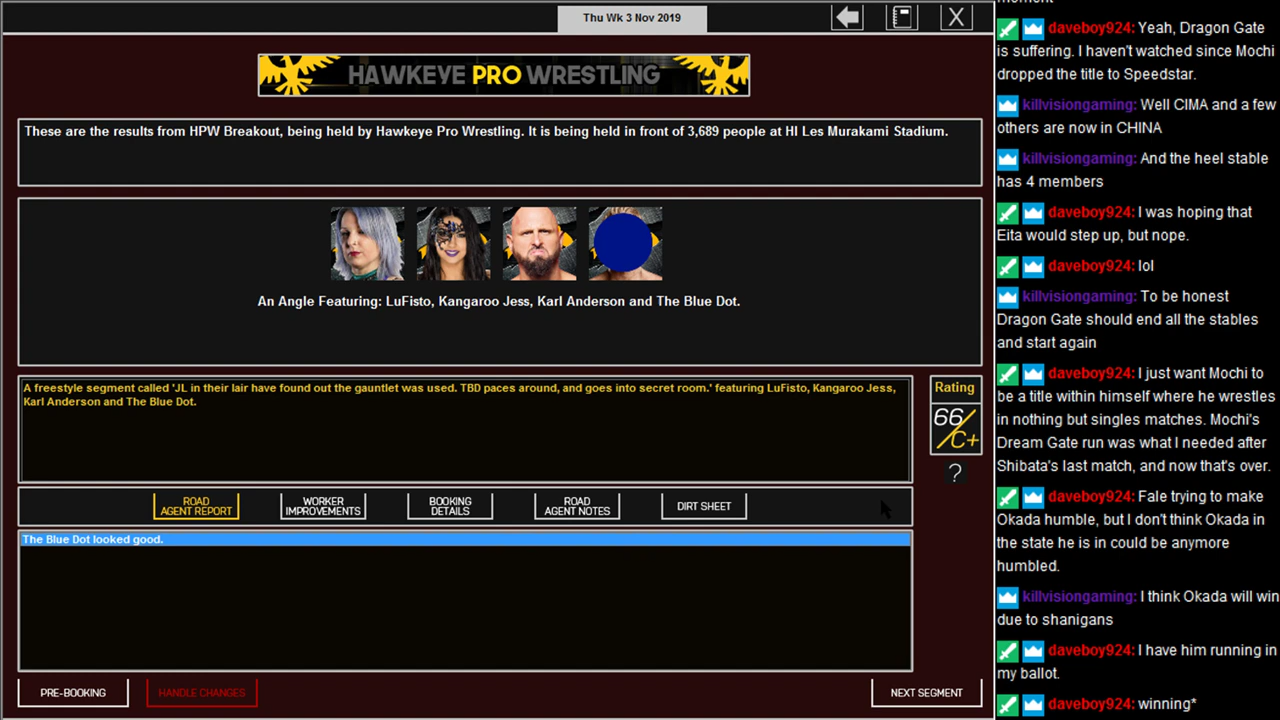 Thu Wk 3 Nov 2019
X
HAWKEYE PRO WRESTLING
These are the results from HPW Breakout, being held by Hawkeye Pro Wrestling. It is being held in front of 3,689 people at HI Les Murakami Stadium.
An Angle Featuring: LuFisto, Kangaroo Jess, Karl Anderson and The Blue Dot.
A freestyle segment called 'JL in their lair have found out the gauntlet was used. TBD paces around, and goes into secret room.' featuring LuFisto, Kangaroo Jess,
Karl Anderson and The Blue Dot.
Rating
66/C+
?
ROAD
AGENT REPORT
WORKER
IMPROVEMENTS
BOOKING
DETAILS
ROAD
AGENT NOTES
DIRT SHEET
The Blue Dot looked good.
PRE-BOOKING
HANDLE CHANGES
NEXT SEGMENT
moment
daveboy924: Yeah, Dragon Gate
is suffering. I haven't watched since Mochi
dropped the title to Speedstar.
killvisiongaming: Well CIMA and a few
others are now in CHINA
killvisiongaming: And the heel stable
has 4 members
daveboy924: I was hoping that
Eita would step up, but nope.
daveboy924: lol
killvisiongaming: To be honest
Dragon Gate should end all the stables
and start again
daveboy924: I just want Mochi to
be a title within himself where he wrestles
in nothing but singles matches. Mochi's
Dream Gate run was what I needed after
Shibata's last match, and now that's over.
daveboy924: Fale trying to make
Okada humble, but I don't think Okada in
the state he is in could be anymore
humbled.
killvisiongaming: I think Okada will win
due to shanigans
daveboy924: I have him running in
my ballot.
daveboy924: winning*